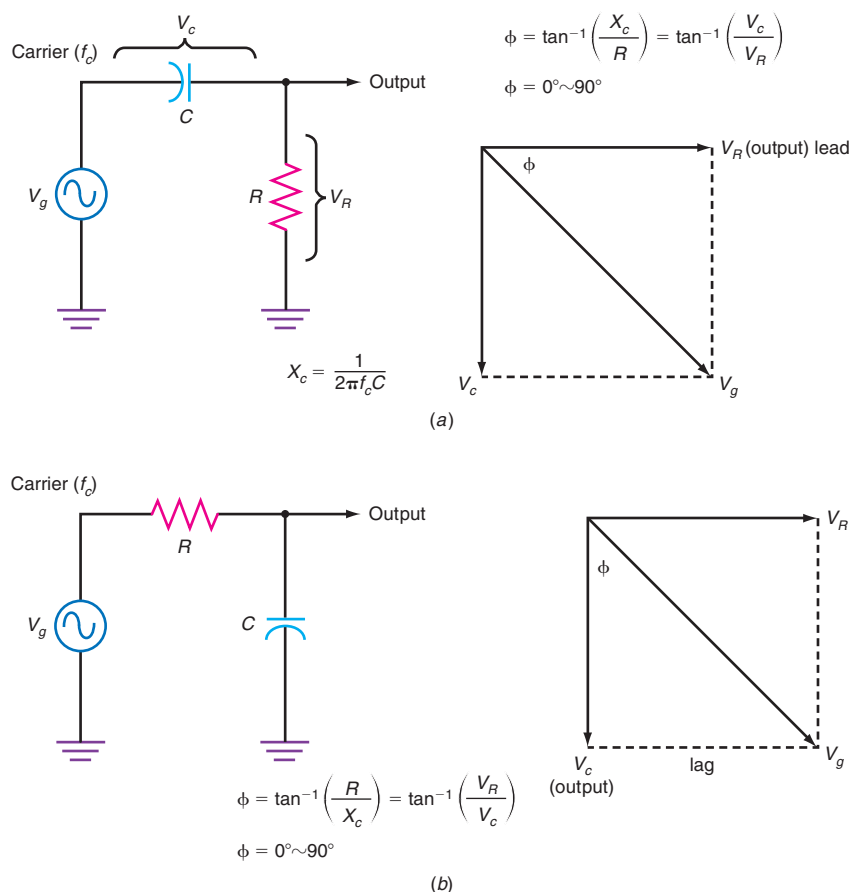 V_c
Carrier (f_c)
C
Output
V_g
R
V_R
X_c = 1 / 2πf_cC
ϕ = tan⁻¹(X_c / R) = tan⁻¹(V_c / V_R)
ϕ = 0°~90°
V_R (output) lead
ϕ
V_c
V_g
(a)
Carrier (f_c)
R
Output
V_g
C
ϕ = tan⁻¹(R / X_c) = tan⁻¹(V_R / V_c)
ϕ = 0°~90°
V_R
ϕ
V_c
(output)
lag
V_g
(b)